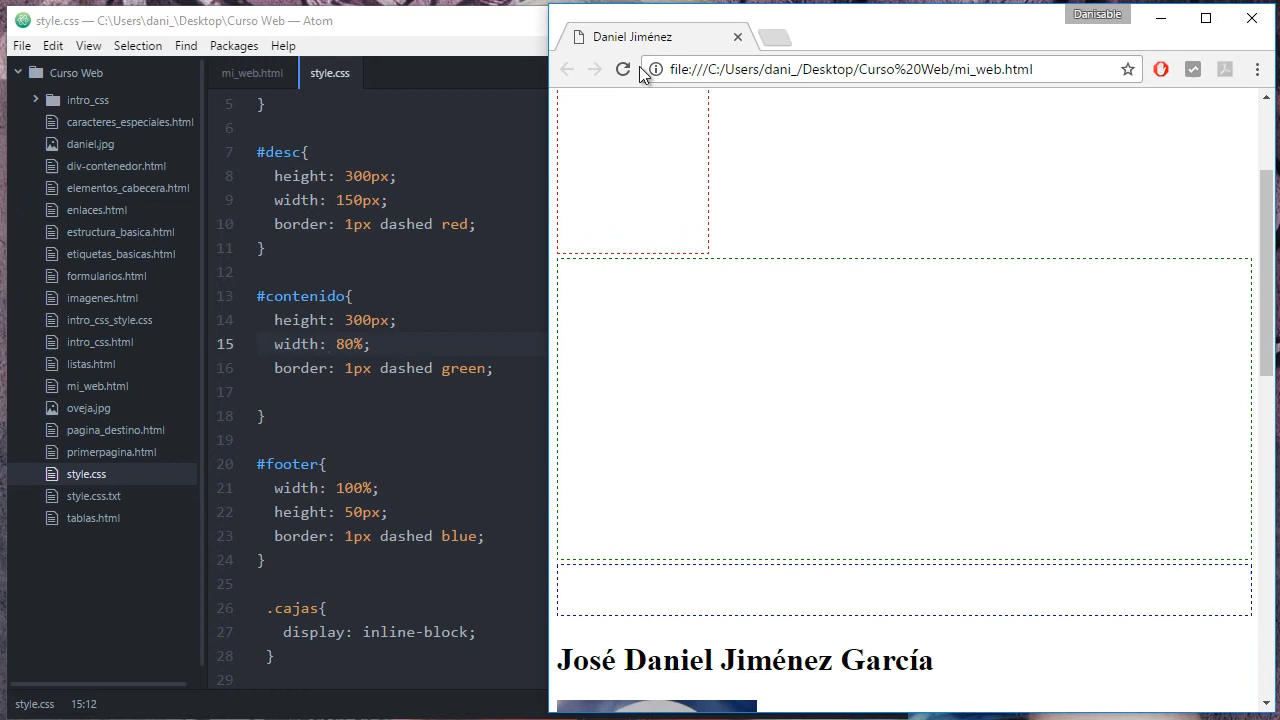 style.css — C:\Users\dani_\Desktop\Curso Web — Atom
File Edit View Selection Find Packages Help
Curso Web
intro_css
caracteres_especiales.html
daniel.jpg
div-contenedor.html
elementos_cabecera.html
enlaces.html
estructura_basica.html
etiquetas_basicas.html
formularios.html
imagenes.html
intro_css_style.css
intro_css.html
listas.html
mi_web.html
oveja.jpg
pagina_destino.html
primerpagina.html
style.css
style.css.txt
tablas.html
mi_web.html style.css
5 }
6
7 #desc{
8 height: 300px;
9 width: 150px;
10 border: 1px dashed red;
11 }
12
13 #contenido{
14 height: 300px;
15 width: 80%;
16 border: 1px dashed green;
17
18 }
19
20 #footer{
21 width: 100%;
22 height: 50px;
23 border: 1px dashed blue;
24 }
25
26 .cajas{
27 display: inline-block;
28 }
29
style.css 15:12
Danisable
Daniel Jiménez
file:///C:/Users/dani_/Desktop/Curso%20Web/mi_web.html
José Daniel Jiménez García